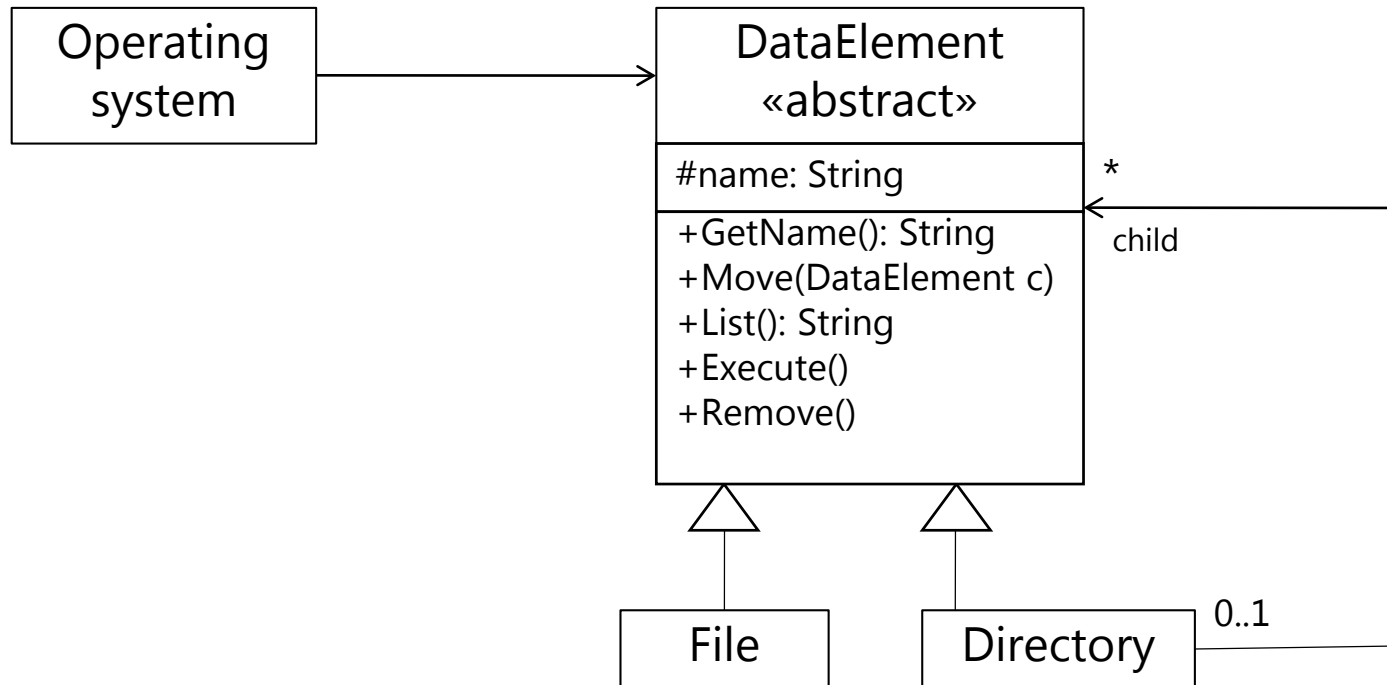 Operating
system
DataElement
«abstract»
#name: String
*
child
+GetName(): String
+Move(DataElement c)
+List(): String
+Execute()
+Remove()
File
Directory
0..1